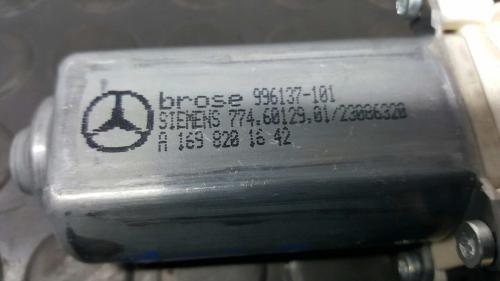 brose 996137-101
SIEMENS 774.60129.01/23086320
A 169 820 16 42